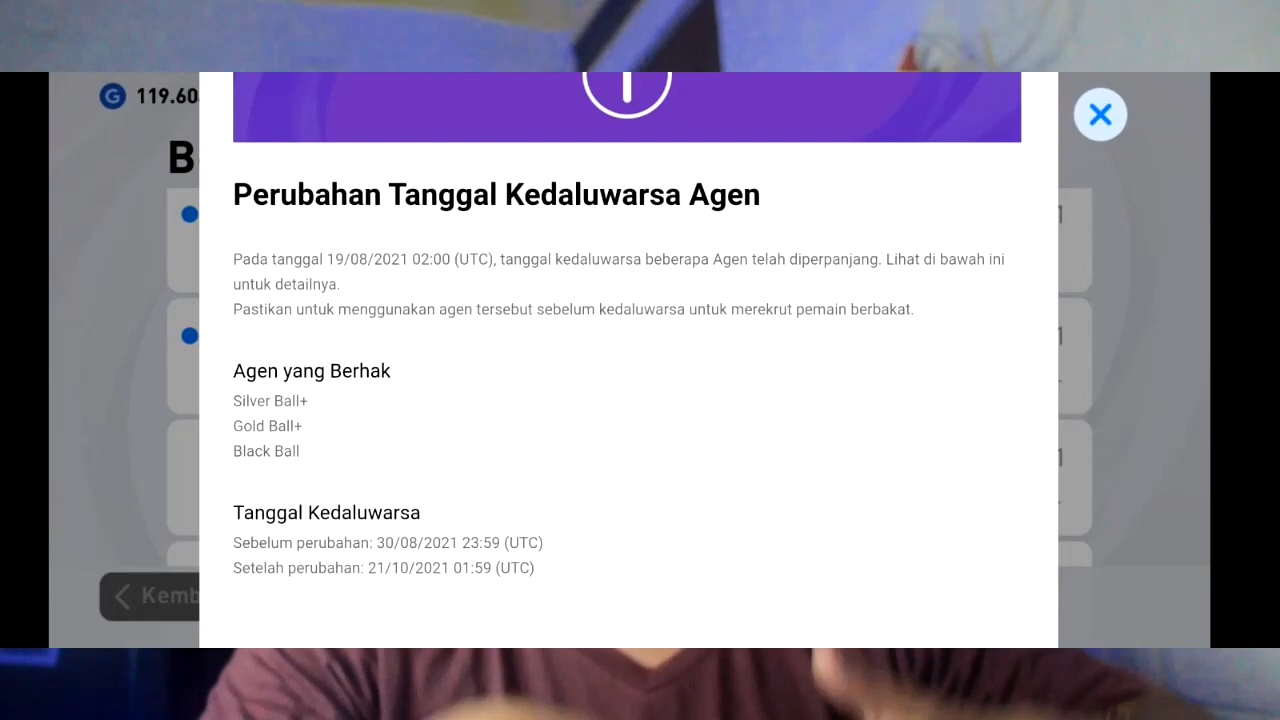 119.60
B
Perubahan Tanggal Kedaluwarsa Agen
Pada tanggal 19/08/2021 02:00 (UTC), tanggal kedaluwarsa beberapa Agen telah diperpanjang. Lihat di bawah ini
untuk detailnya.
Pastikan untuk menggunakan agen tersebut sebelum kedaluwarsa untuk merekrut pemain berbakat.
Agen yang Berhak
Silver Ball+
Gold Ball+
Black Ball
Tanggal Kedaluwarsa
Sebelum perubahan: 30/08/2021 23:59 (UTC)
Setelah perubahan: 21/10/2021 01:59 (UTC)
Kemb